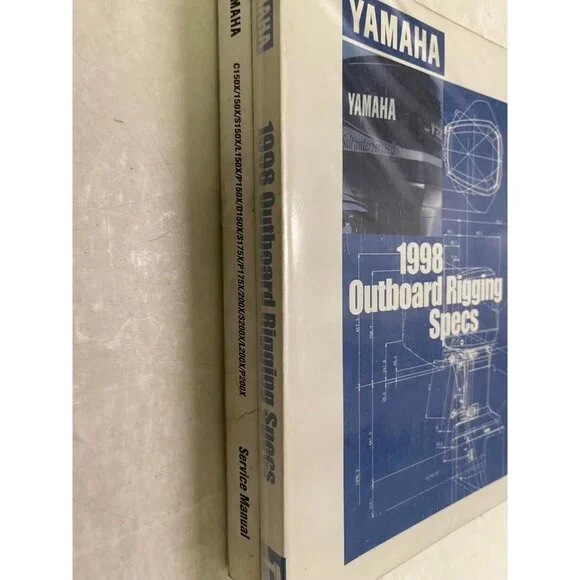 YAMAHA
C150X/150X/S150X/L150X/P150X/D150X/S175X/P175X/200X/S200X/L200X/P200X
Service Manual
1998 Outboard Rigging Specs
YAMAHA
YAMAHA
1998
Outboard Rigging
Specs